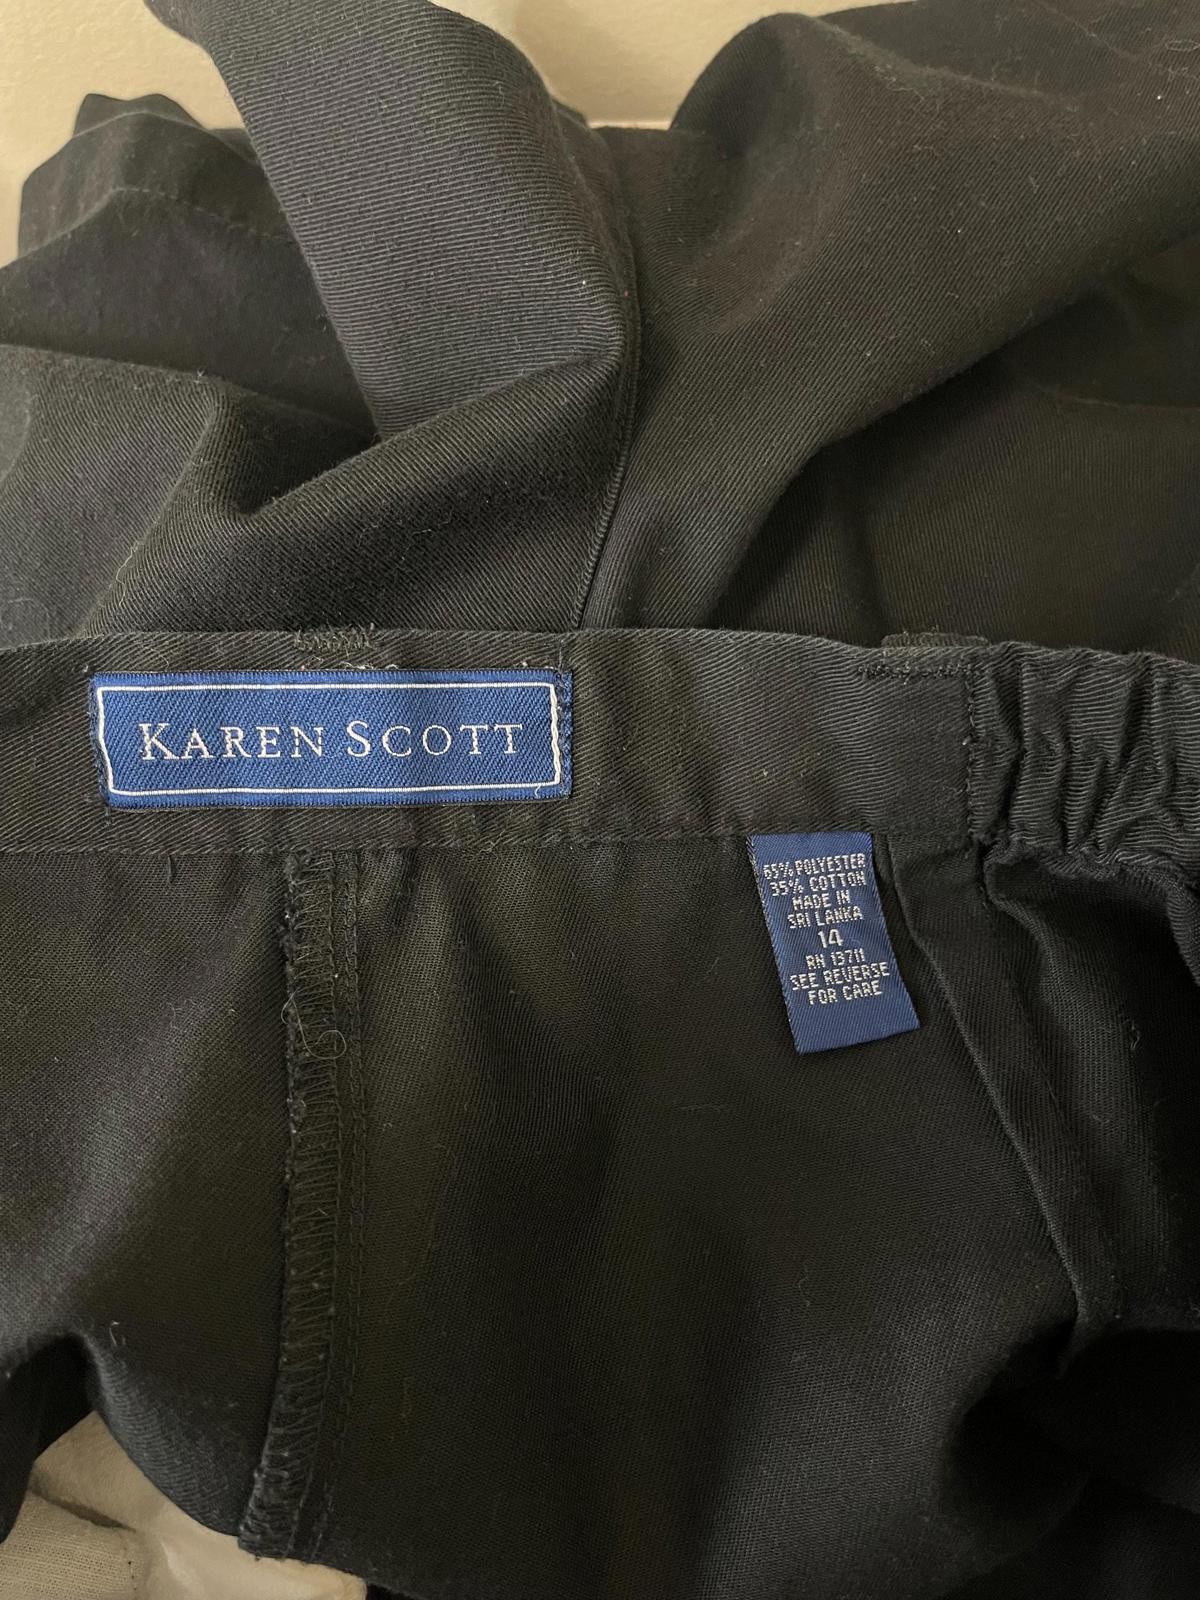 KAREN SCOTT
65% POLYESTER
35% COTTON
MADE IN
SRI LANKA
14
RN 13711
SEE REVERSE
FOR CARE